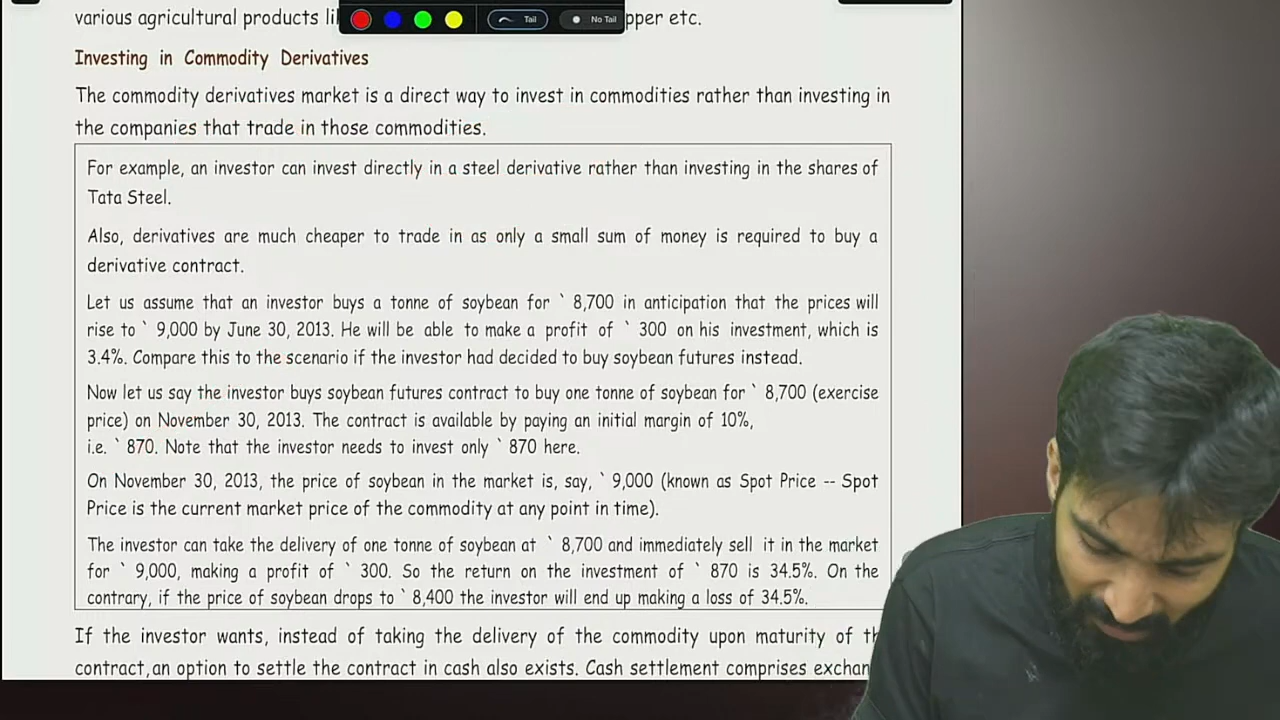 various agricultural products
pper etc.
Tail
No Tail
Investing in Commodity Derivatives
The commodity derivatives market is a direct way to invest in commodities rather than investing in
the companies that trade in those commodities.
For example, an investor can invest directly in a steel derivative rather than investing in the shares of
Tata Steel.
Also, derivatives are much cheaper to trade in as only a small sum of money is required to buy a
derivative contract.
Let us assume that an investor buys a tonne of soybean for ` 8,700 in anticipation that the prices will
rise to ` 9,000 by June 30, 2013. He will be able to make a profit of ` 300 on his investment, which is
3.4%. Compare this to the scenario if the investor had decided to buy soybean futures instead.
Now let us say the investor buys soybean futures contract to buy one tonne of soybean for ` 8,700 (exercise
price) on November 30, 2013. The contract is available by paying an initial margin of 10%,
i.e. ` 870. Note that the investor needs to invest only ` 870 here.
On November 30, 2013, the price of soybean in the market is, say, ` 9,000 (known as Spot Price -- Spot
Price is the current market price of the commodity at any point in time).
The investor can take the delivery of one tonne of soybean at ` 8,700 and immediately sell it in the market
for ` 9,000, making a profit of ` 300. So the return on the investment of ` 870 is 34.5%. On the
contrary, if the price of soybean drops to ` 8,400 the investor will end up making a loss of 34.5%.
If the investor wants, instead of taking the delivery of the commodity upon maturity of th
contract,an option to settle the contract in cash also exists. Cash settlement comprises exchan